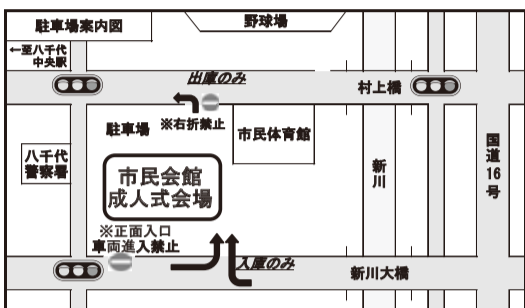 駐車場案内図
野球場
←至八千代
中央駅
出庫のみ
村上橋
※右折禁止
駐車場
市民体育館
八千代
警察署
新川
国道16号
市民会館
成人式会場
※正面入口
車両進入禁止
入庫のみ
新川大橋